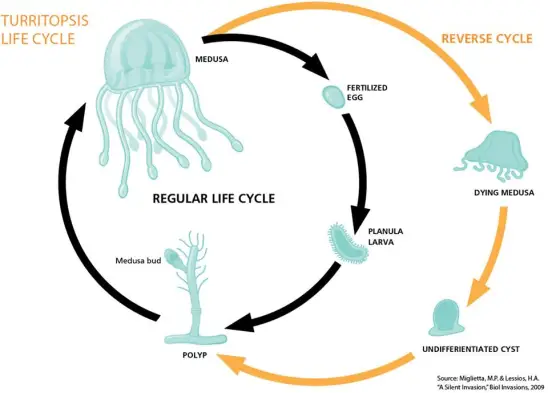 TURRITOPSIS
LIFE CYCLE
MEDUSA
REVERSE CYCLE
FERTILIZED
EGG
DYING MEDUSA
REGULAR LIFE CYCLE
PLANULA
LARVA
Medusa bud
POLYP
UNDIFFERIENTIATED CYST
Source: Miglietta, M.P. & Lessios, H.A.
"A Silent Invasion," Biol Invasions, 2009